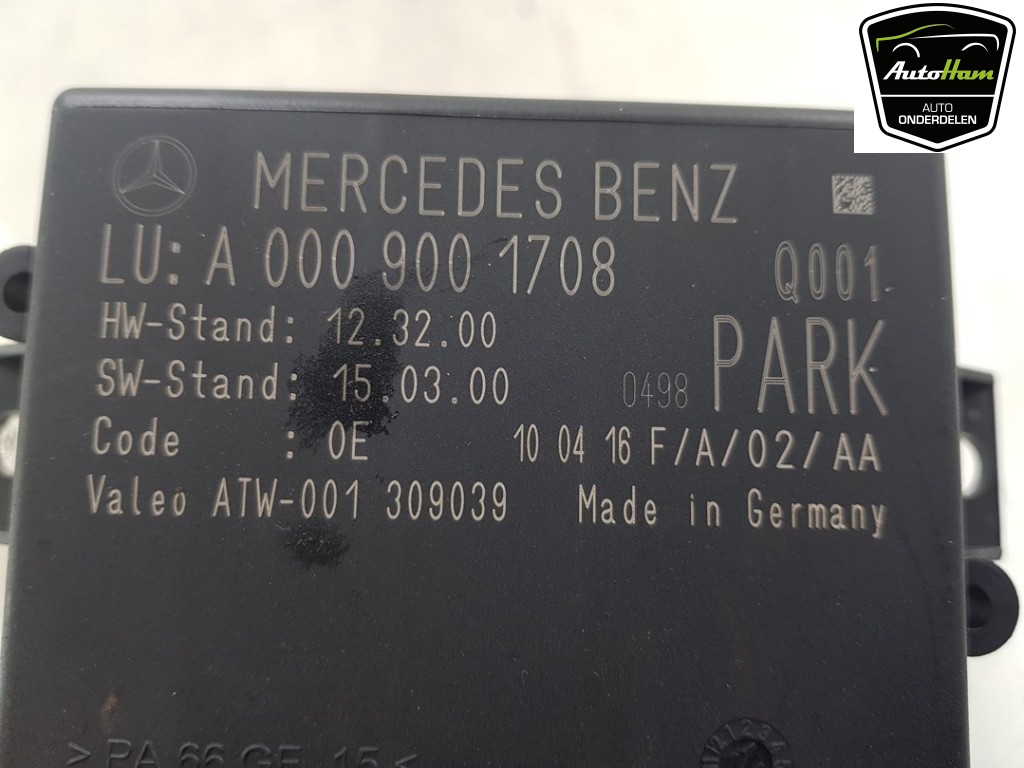 AutoHam
AUTO
ONDERDELEN
MERCEDES BENZ
LU: A 000 900 1708 Q001
HW-Stand: 12.32.00
SW-Stand: 15.03.00 0498 PARK
Code : 0E 10 04 16 F/A/02/AA
Valeo ATW-001 309039 Made in Germany
>PA 66 GF 15<